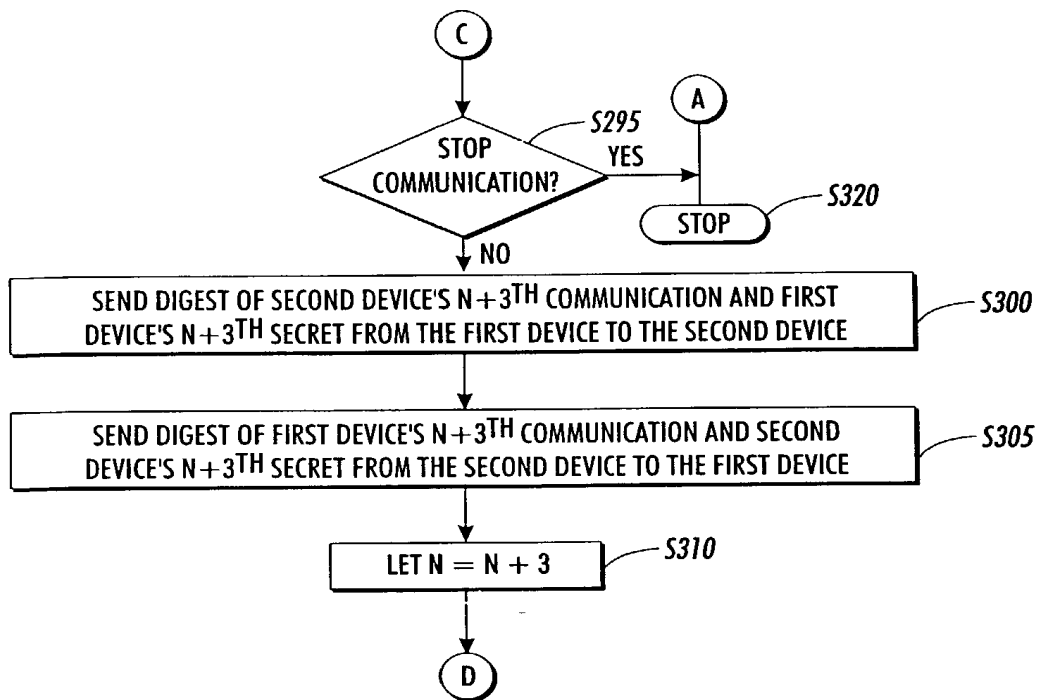 C
A
S295
STOP
COMMUNICATION?
YES
S320
STOP
NO
SEND DIGEST OF SECOND DEVICE'S N+3TH COMMUNICATION AND FIRST
DEVICE'S N+3TH SECRET FROM THE FIRST DEVICE TO THE SECOND DEVICE
S300
SEND DIGEST OF FIRST DEVICE'S N+3TH COMMUNICATION AND SECOND
DEVICE'S N+3TH SECRET FROM THE SECOND DEVICE TO THE FIRST DEVICE
S305
LET N = N + 3
S310
D